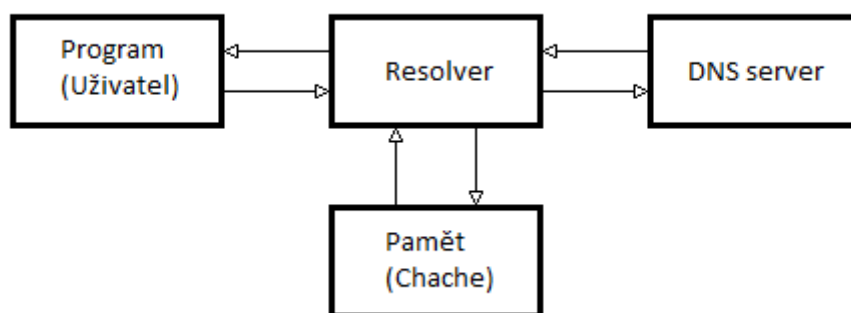 Program
(Uživatel)
Resolver
DNS server
Pamět
(Chache)